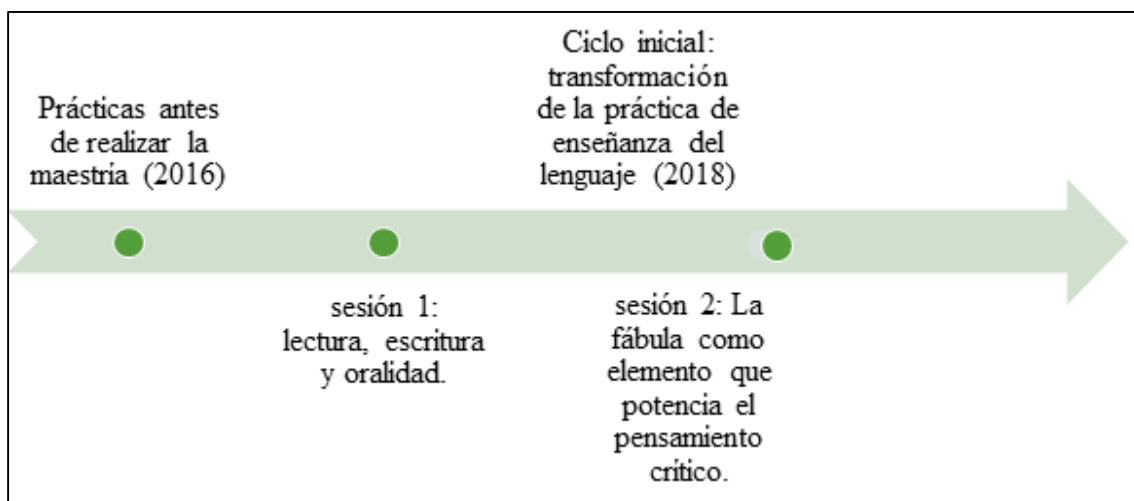 Prácticas antes
de realizar la
maestría (2016)
sesión 1:
lectura, escritura
y oralidad.
Ciclo inicial:
transformación
de la práctica de
enseñanza del
lenguaje (2018)
sesión 2: La
fábula como
elemento que
potencia el
pensamiento
crítico.